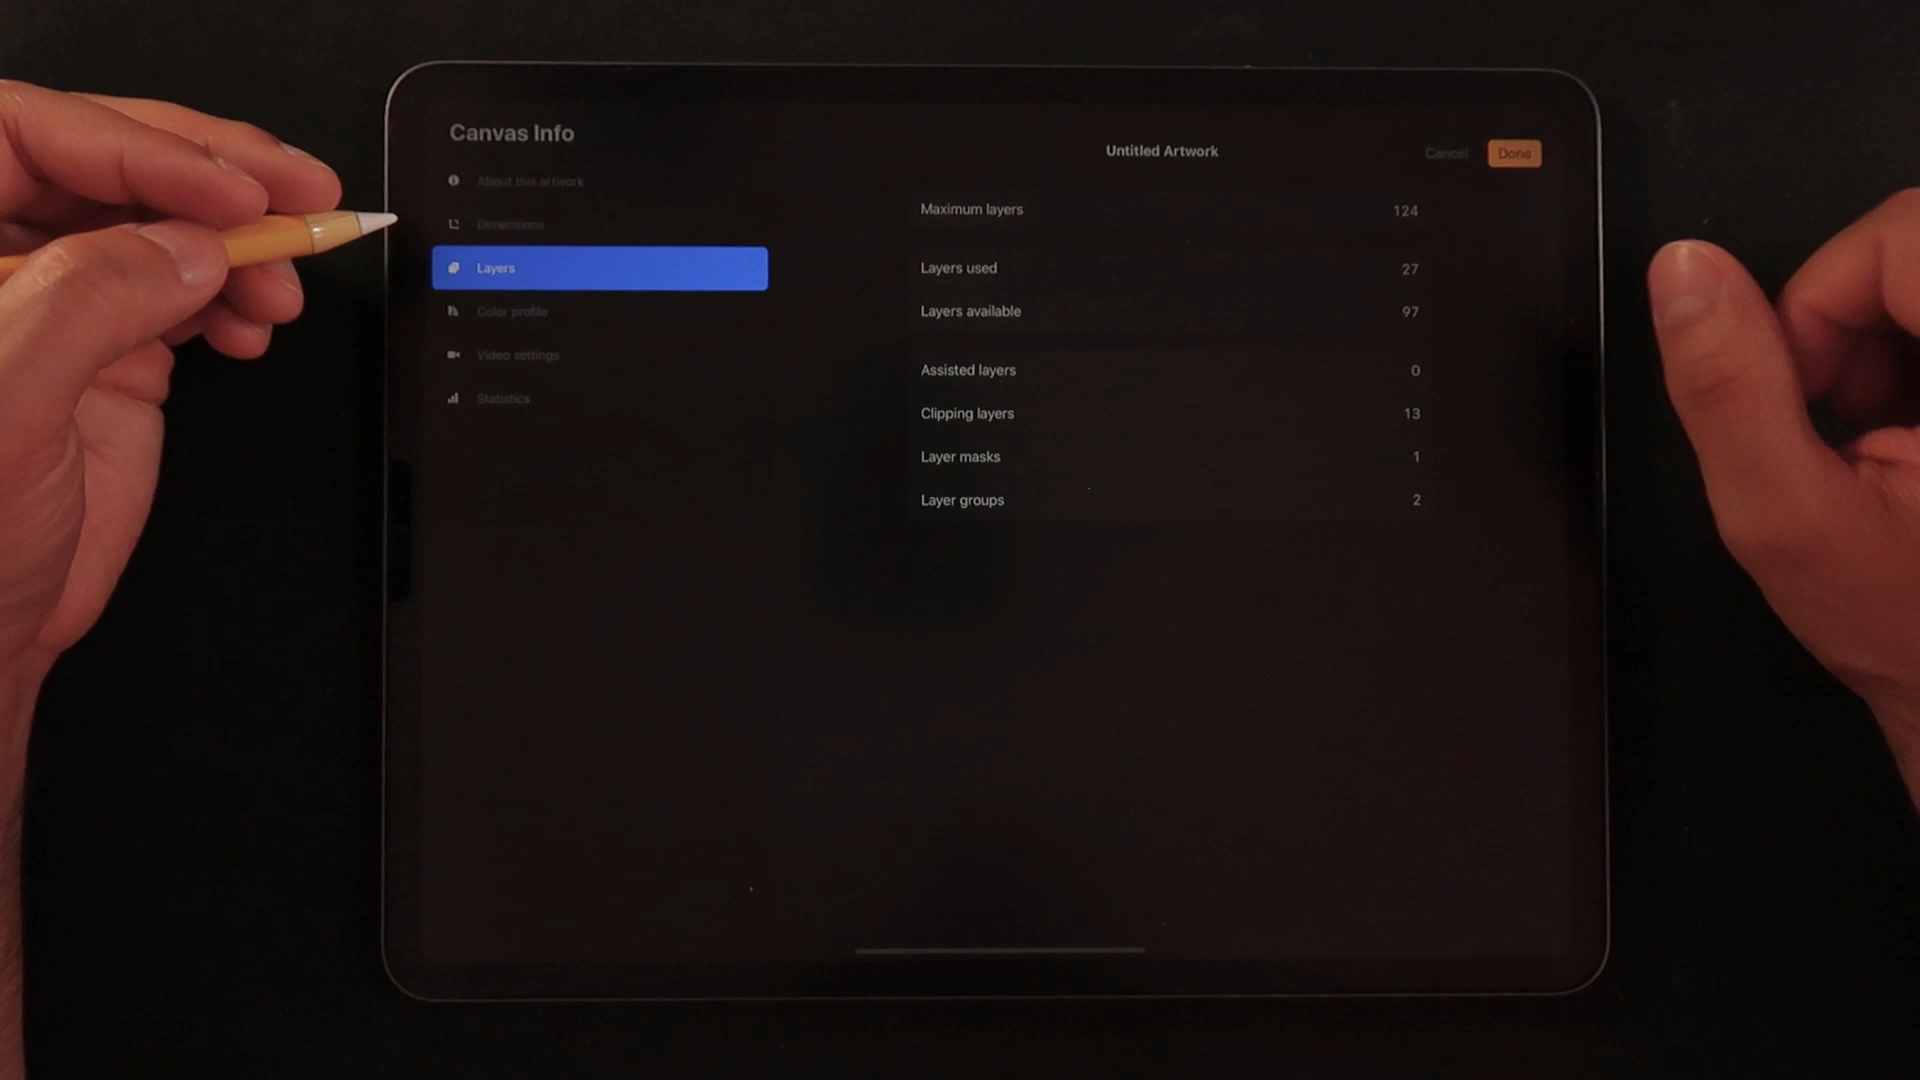 Canvas Info
About this artwork
Dimensions
Layers
Color profile
Video settings
Statistics
Untitled Artwork
Cancel
Done
Maximum layers 124
Layers used 27
Layers available 97
Assisted layers 0
Clipping layers 13
Layer masks 1
Layer groups 2